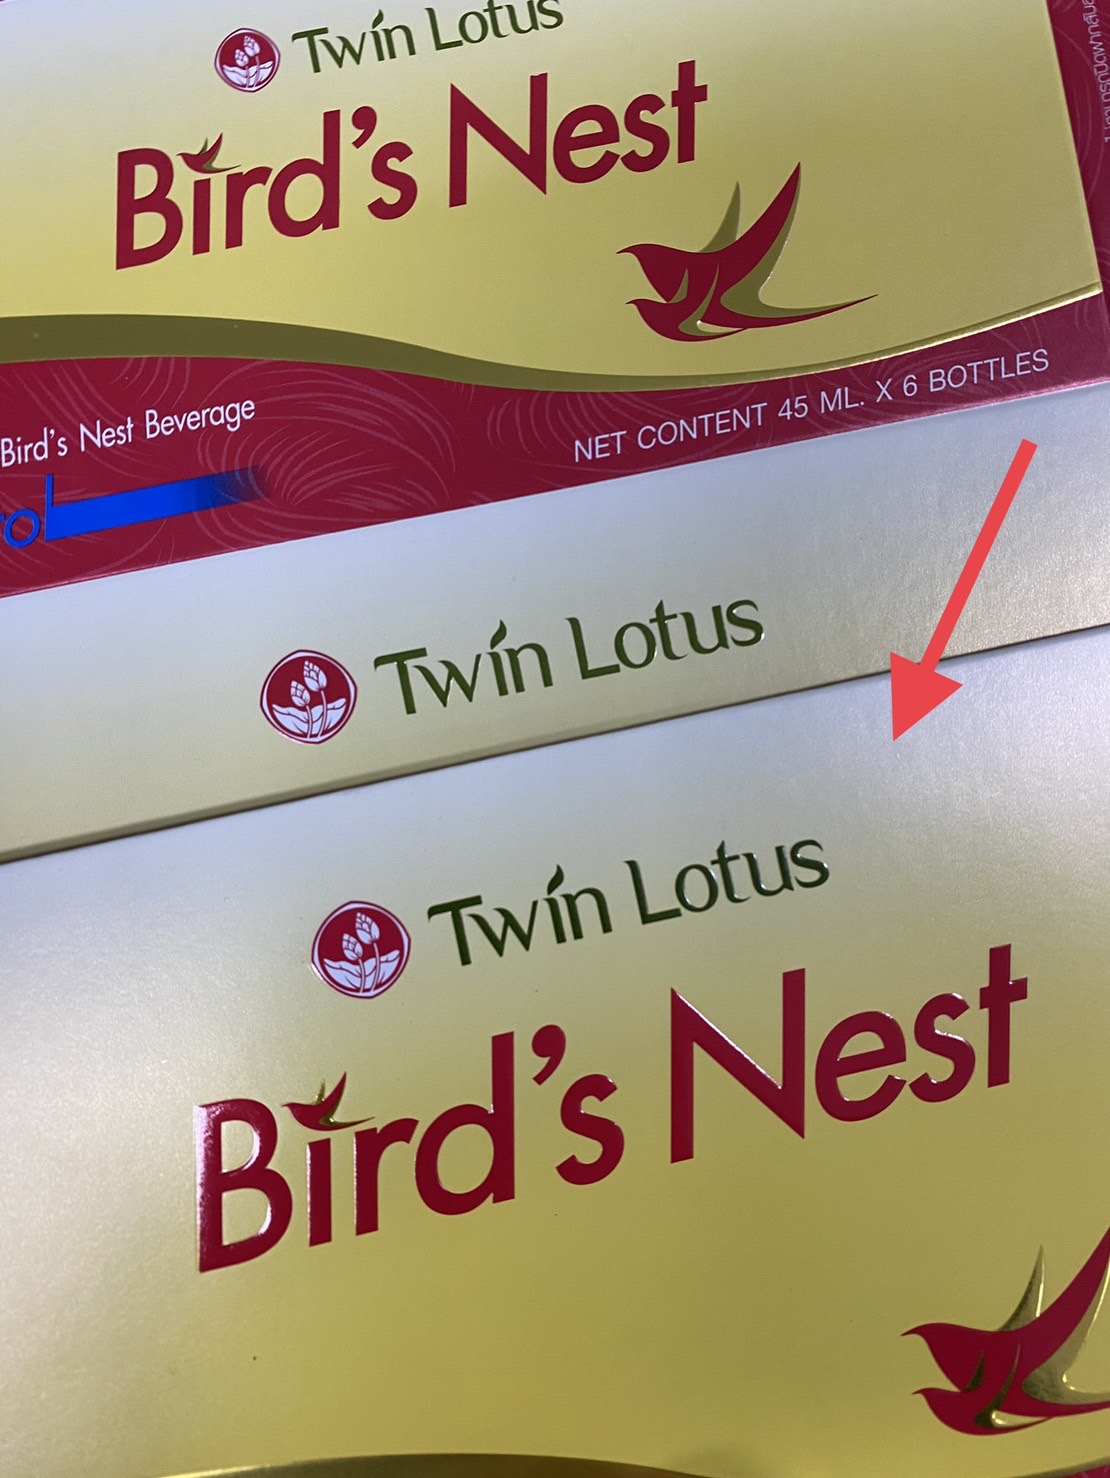 Twin Lotus
Bird's Nest
Bird's Nest Beverage
NET CONTENT 45 ML. X 6 BOTTLES
Twin Lotus
Twin Lotus
Bird's Nest